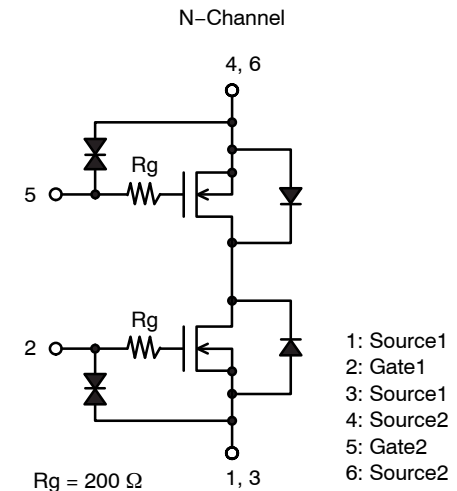 N–Channel
4, 6
Rg
5
Rg
2
1: Source1
2: Gate1
3: Source1
4: Source2
5: Gate2
6: Source2
Rg = 200 Ω
1, 3